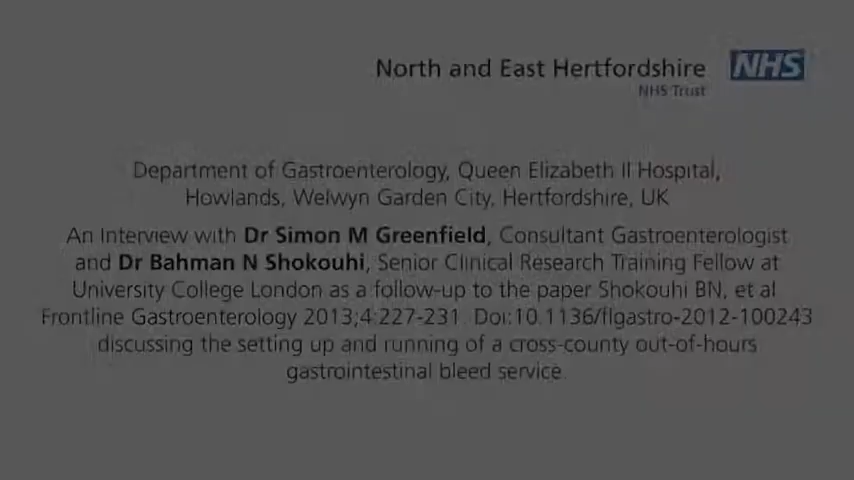 North and East Hertfordshire NHS
NHS Trust
Department of Gastroenterology, Queen Elizabeth II Hospital,
Howlands, Welwyn Garden City, Hertfordshire, UK
An Interview with Dr Simon M Greenfield, Consultant Gastroenterologist
and Dr Bahman N Shokouhi, Senior Clinical Research Training Fellow at
University College London as a follow-up to the paper Shokouhi BN, et al
Frontline Gastroenterology 2013;4:227-231. Doi:10.1136/flgastro-2012-100243
discussing the setting up and running of a cross-county out-of-hours
gastrointestinal bleed service